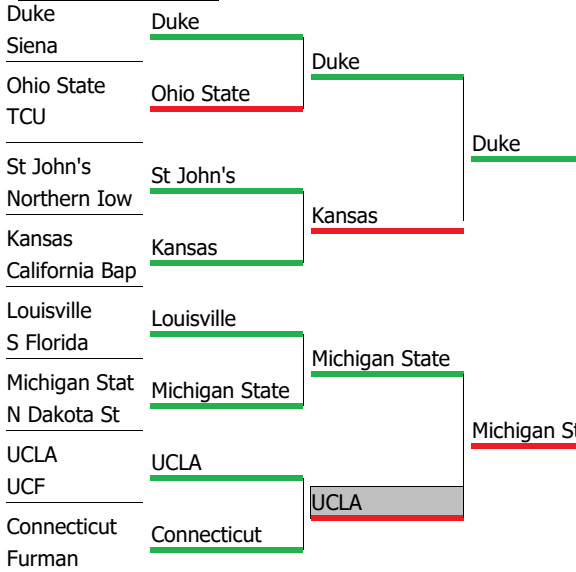 Duke
Siena
Ohio State
TCU
St John's
Northern Iow
Kansas
California Bap
Louisville
S Florida
Michigan Stat
N Dakota St
UCLA
UCF
Connecticut
Furman
Duke
Ohio State
St John's
Kansas
Louisville
Michigan State
UCLA
Connecticut
Duke
Kansas
Michigan State
UCLA
Duke
Michigan St